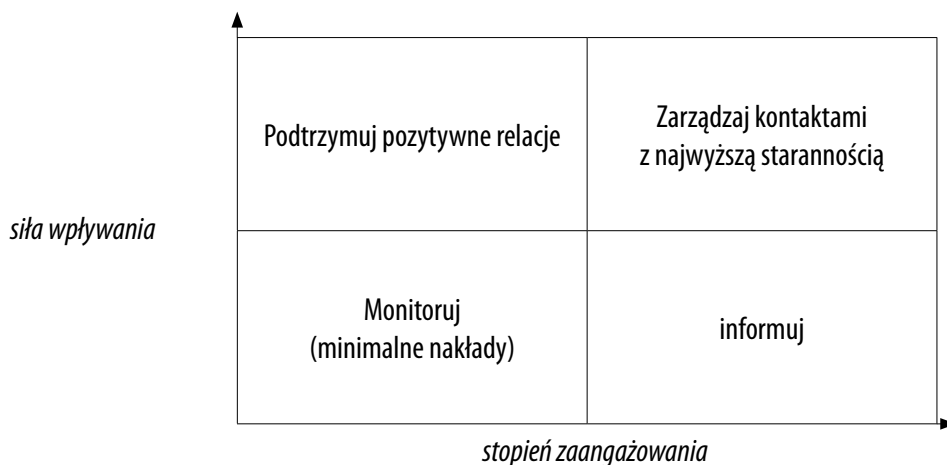 Podtrzymuj pozytywne relacje
Zarządzaj kontaktami
z najwyższą starannością
siła wpływania
Monitoruj
(minimalne nakłady)
informuj
stopień zaangażowania